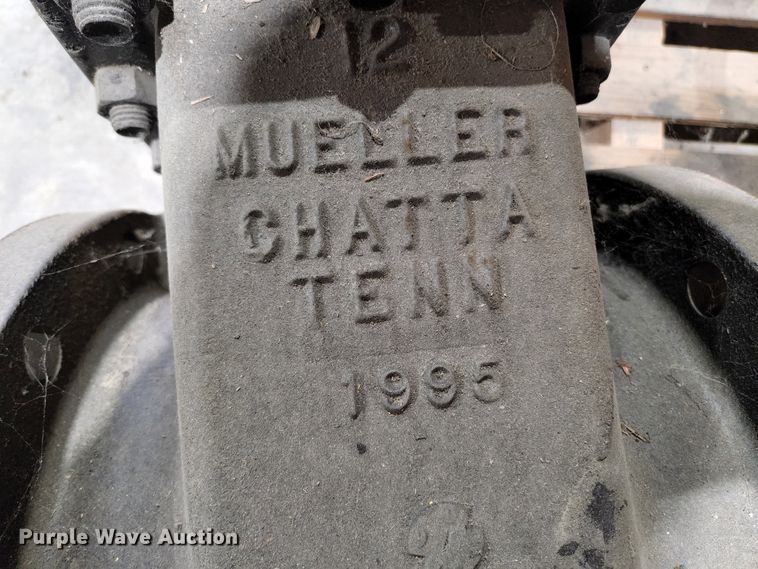 12
MUELLER
CHATTA
TENN
1995
Purple Wave Auction